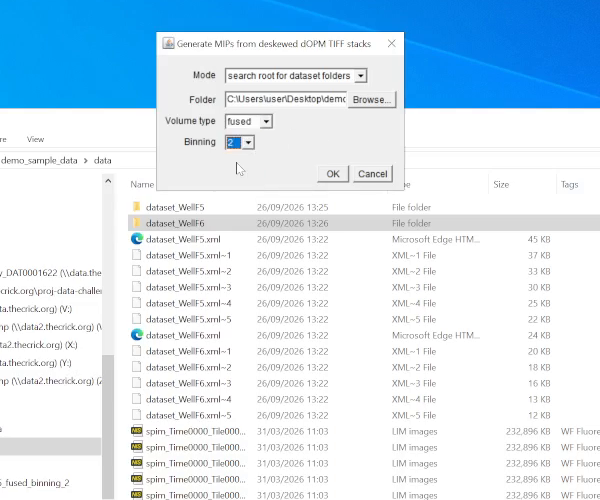 Generate MIPs from deskewed dOPM TIFF stacks
Mode search root for dataset folders
Folder C:\Users\user\Desktop\demc Browse...
Volume type fused
Binning 2
OK Cancel
View
demo_sample_data > data
Size Tags
dataset_WellF5 26/09/2026 13:25 File folder
dataset_WellF6 26/09/2026 13:26 File folder
dataset_WellF5.xml 26/09/2026 13:22 Microsoft Edge HTM... 45 KB
dataset_WellF5.xml~1 26/09/2026 13:22 XML~1 File 37 KB
dataset_WellF5.xml~2 26/09/2026 13:22 XML~2 File 33 KB
dataset_WellF5.xml~3 26/09/2026 13:22 XML~3 File 30 KB
dataset_WellF5.xml~4 26/09/2026 13:22 XML~4 File 25 KB
dataset_WellF5.xml~5 26/09/2026 13:22 XML~5 File 22 KB
dataset_WellF6.xml 26/09/2026 13:22 Microsoft Edge HTM... 24 KB
dataset_WellF6.xml~1 26/09/2026 13:22 XML~1 File 20 KB
dataset_WellF6.xml~2 26/09/2026 13:22 XML~2 File 18 KB
dataset_WellF6.xml~3 26/09/2026 13:22 XML~3 File 16 KB
dataset_WellF6.xml~4 26/09/2026 13:22 XML~4 File 13 KB
dataset_WellF6.xml~5 26/09/2026 13:22 XML~5 File 12 KB
spim_Time0000_Tile000... 31/03/2026 11:03 LIM images 232,896 KB WF Fluore
spim_Time0000_Tile000... 31/03/2026 11:03 LIM images 232,896 KB WF Fluore
spim_Time0000_Tile000... 31/03/2026 11:03 LIM images 232,896 KB WF Fluore
spim_Time0000_Tile000... 31/03/2026 11:03 LIM images 232,896 KB WF Fluore
spim_Time0000_Tile000... 31/03/2026 11:03 LIM images 232,896 KB WF Fluore
y_DAT0001622 (\\data.the
ecrick.org\proj-data-challer
ta.thecrick.org) (V:)
mp (\\data2.thecrick.org) (\
ta2.thecrick.org) (X:)
ta.thecrick.org) (Y:)
mp (\\data2.thecrick.org) (Z
5_fused_binning_2